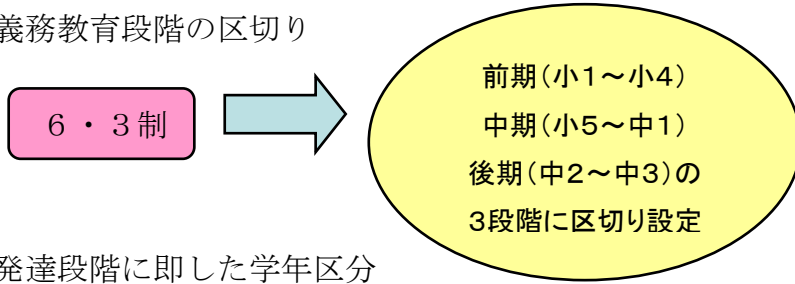 義務教育段階の区切り
6・3制
前期(小1～小4)
中期(小5～中1)
後期(中2～中3)の
3段階に区切り設定
発達段階に即した学年区分